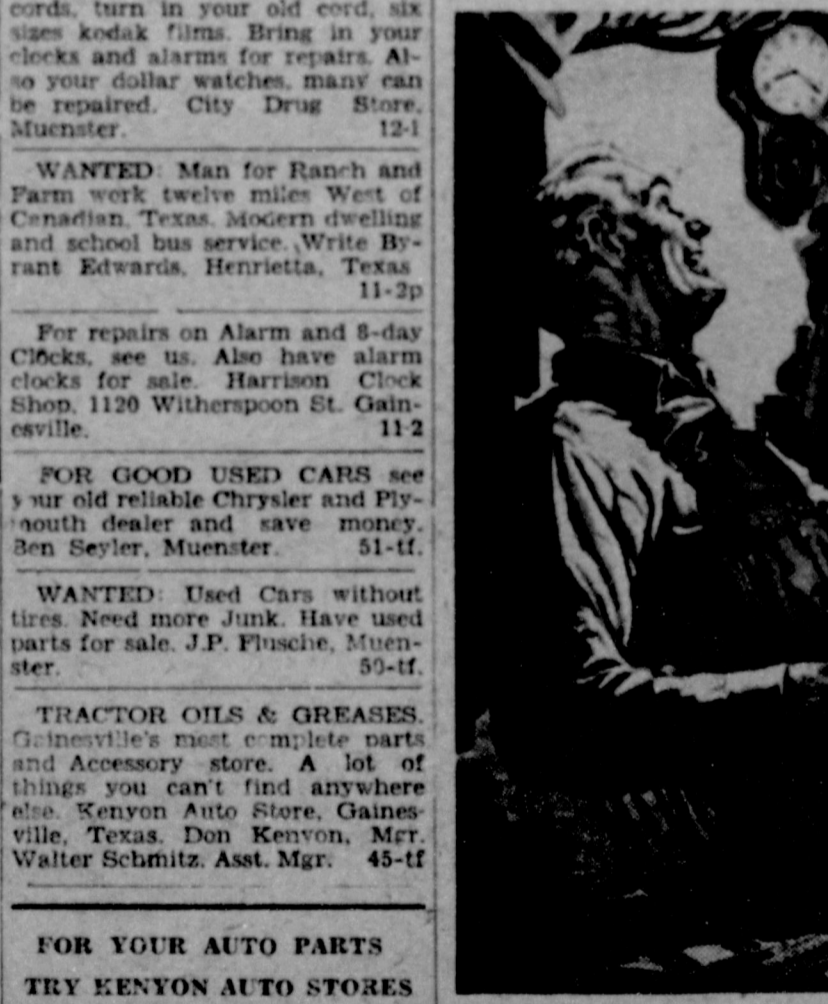 cords, turn in your old cord, six
sizes kodak films. Bring in your
clocks and alarms for repairs. Al-
so your dollar watches, many can
be repaired. City Drug Store,
Muenster. 12-1
WANTED: Man for Ranch and
Farm work twelve miles West of
Canadian, Texas. Modern dwelling
and school bus service. Write By-
rant Edwards, Henrietta, Texas
11-2p
For repairs on Alarm and 8-day
Clocks, see us. Also have alarm
clocks for sale. Harrison Clock
Shop, 1120 Witherspoon St. Gain-
esville. 11-2
FOR GOOD USED CARS see
your old reliable Chrysler and Ply-
mouth dealer and save money.
Ben Seyler, Muenster. 51-tf.
WANTED: Used Cars without
tires. Need more Junk. Have used
parts for sale. J.P. Flusche, Muen-
ster. 50-tf.
TRACTOR OILS & GREASES.
Gainesville's most complete parts
and Accessory store. A lot of
things you can't find anywhere
else. Kenyon Auto Store, Gaines-
ville, Texas. Don Kenyon, Mgr.
Walter Schmitz, Asst. Mgr. 45-tf
FOR YOUR AUTO PARTS
TRY KENYON AUTO STORES